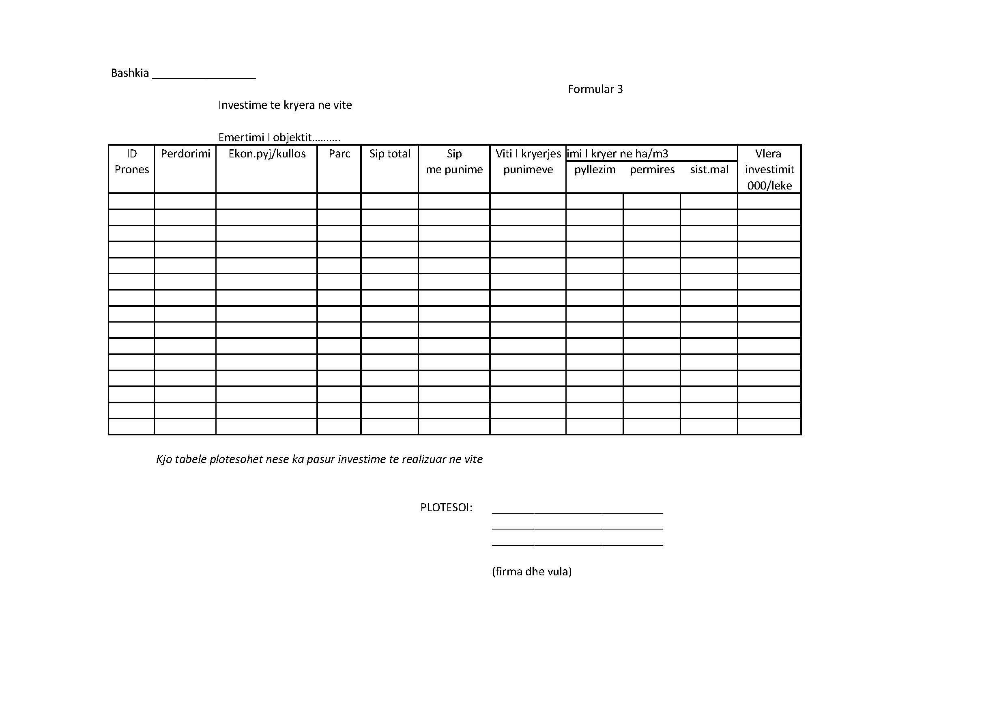 Bashkia _________________
Formular 3
Investime te kryera ne vite
Emertimi I objektit..........
ID Perdorimi Ekon.pyj/kullos Parc Sip total Sip Viti I kryerjes imi I kryer ne ha/m3 Vlera
Prones me punime punimeve pyllezim permires sist.mal investimit
000/leke
Kjo tabele plotesohet nese ka pasur investime te realizuar ne vite
PLOTESOI: ____________________________
____________________________
____________________________
(firma dhe vula)